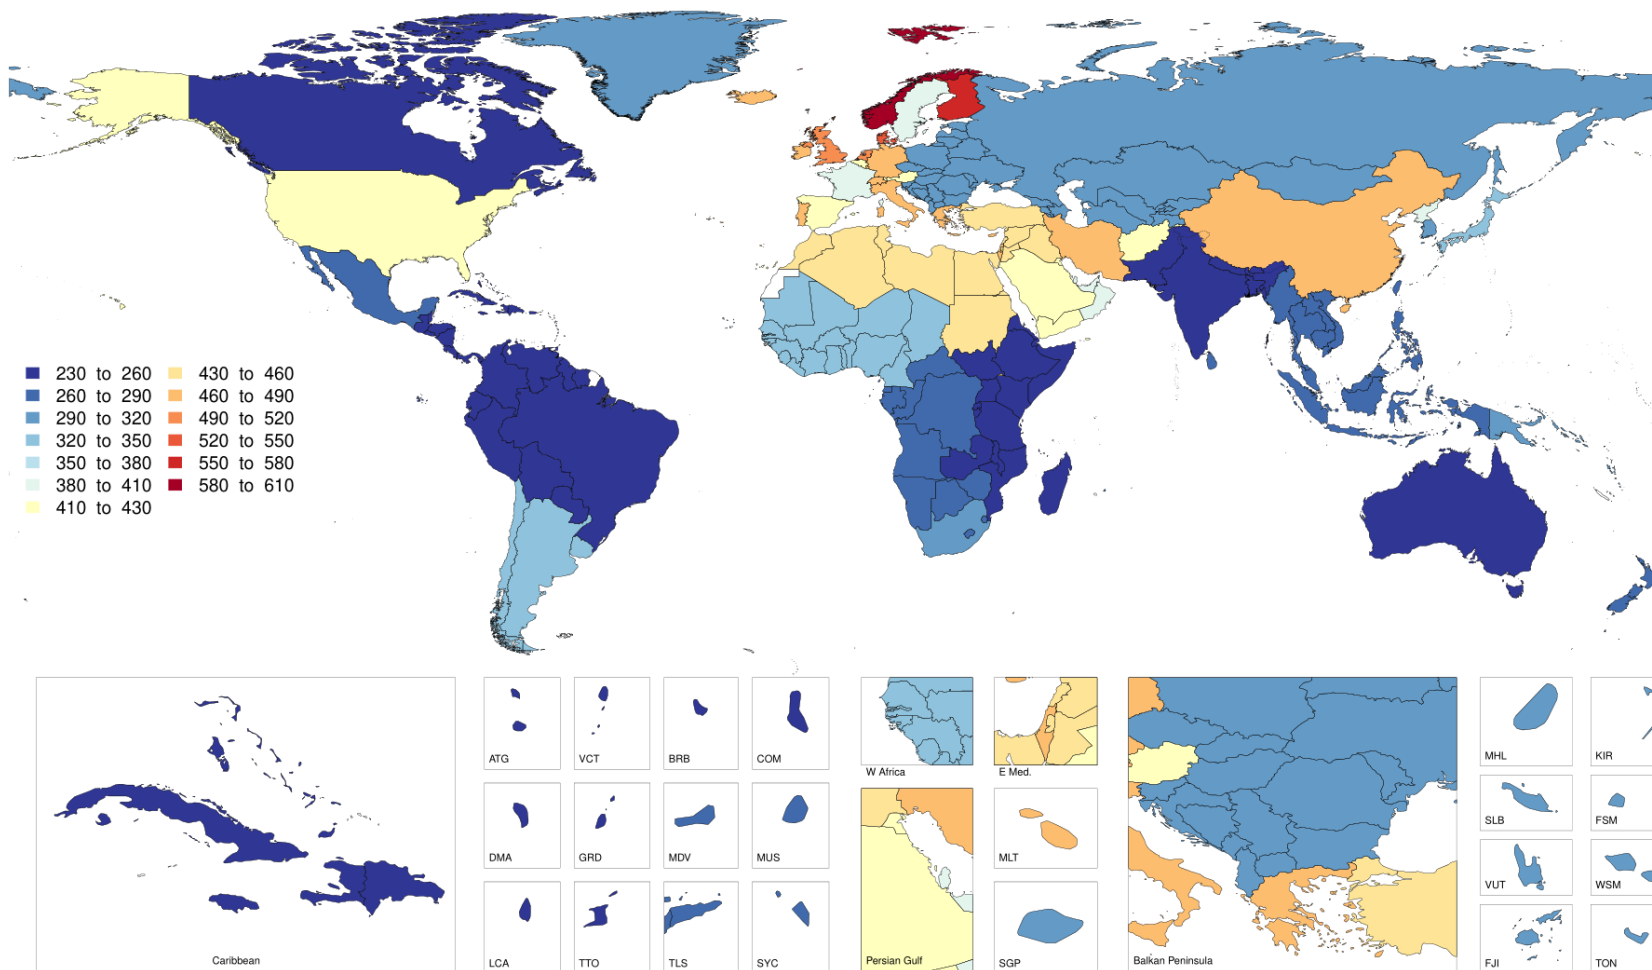 230 to 260
260 to 290
290 to 320
320 to 350
350 to 380
380 to 410
410 to 430
430 to 460
460 to 490
490 to 520
520 to 550
550 to 580
580 to 610
Caribbean
ATG
VCT
BRB
COM
DMA
GRD
MDV
MUS
LCA
TTO
TLS
SYC
W Africa
E Med.
Persian Gulf
MLT
SGP
Balkan Peninsula
MHL
KIR
SLB
FSM
VUT
WSM
FJI
TON